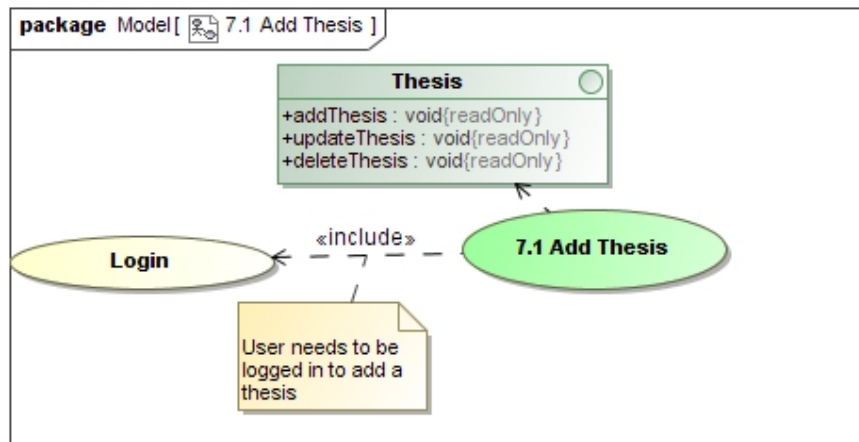 package Model[ 7.1 Add Thesis ]
Thesis
+addThesis : void{readOnly}
+updateThesis : void{readOnly}
+deleteThesis : void{readOnly}
«include»
7.1 Add Thesis
Login
User needs to be
logged in to add a
thesis